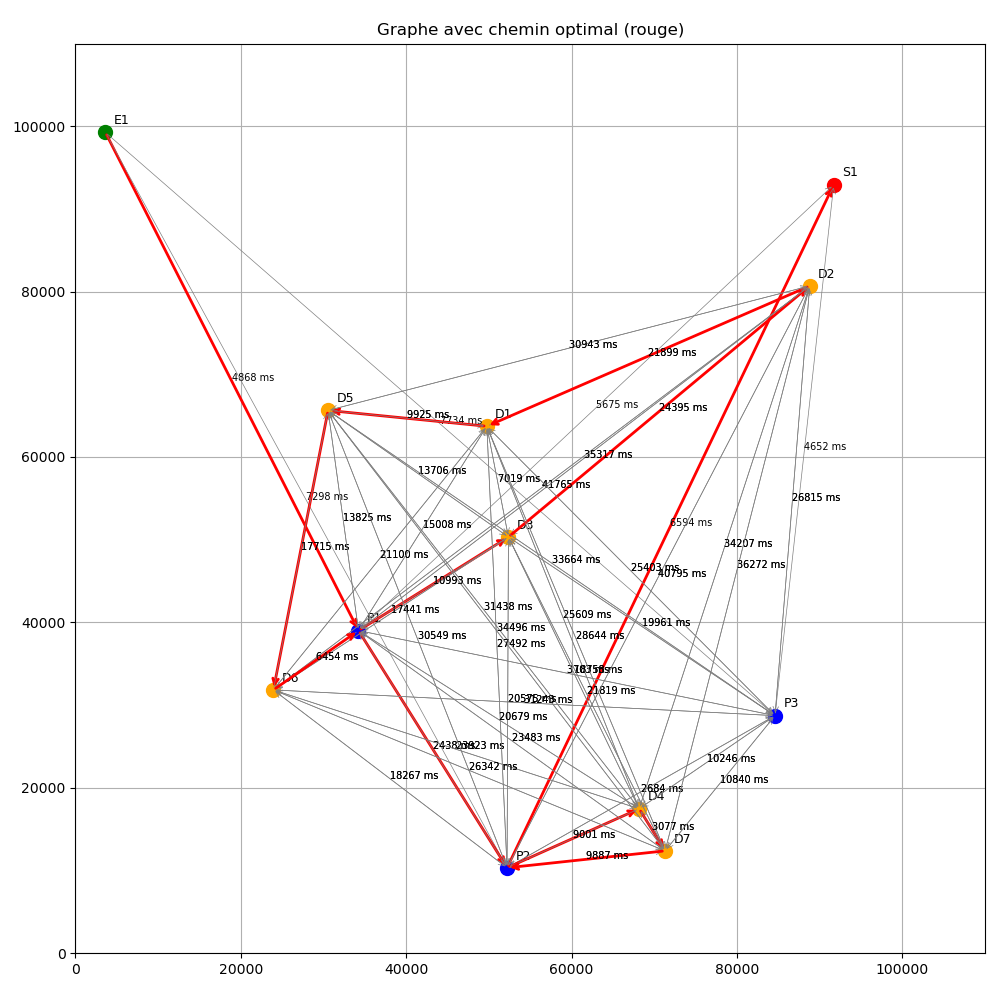 Graphe avec chemin optimal (rouge)
100000
80000
60000
40000
20000
0
0
20000
40000
60000
80000
100000
E1
S1
D2
D5
D1
D3
P1
D6
P3
D4
D7
P2
4868 ms
30943 ms
21899 ms
9925 ms
7734 ms
5675 ms
24395 ms
4652 ms
35317 ms
13706 ms
7019 ms
41765 ms
7298 ms
26815 ms
13825 ms
15008 ms
6594 ms
17715 ms
21100 ms
33664 ms
34207 ms
25403 ms
40795 ms
36272 ms
10993 ms
17441 ms
31438 ms
25609 ms
19961 ms
30549 ms
34496 ms
28644 ms
27492 ms
6454 ms
21819 ms
20679 ms
23483 ms
26342 ms
18267 ms
10246 ms
10840 ms
2684 ms
3077 ms
9001 ms
9887 ms